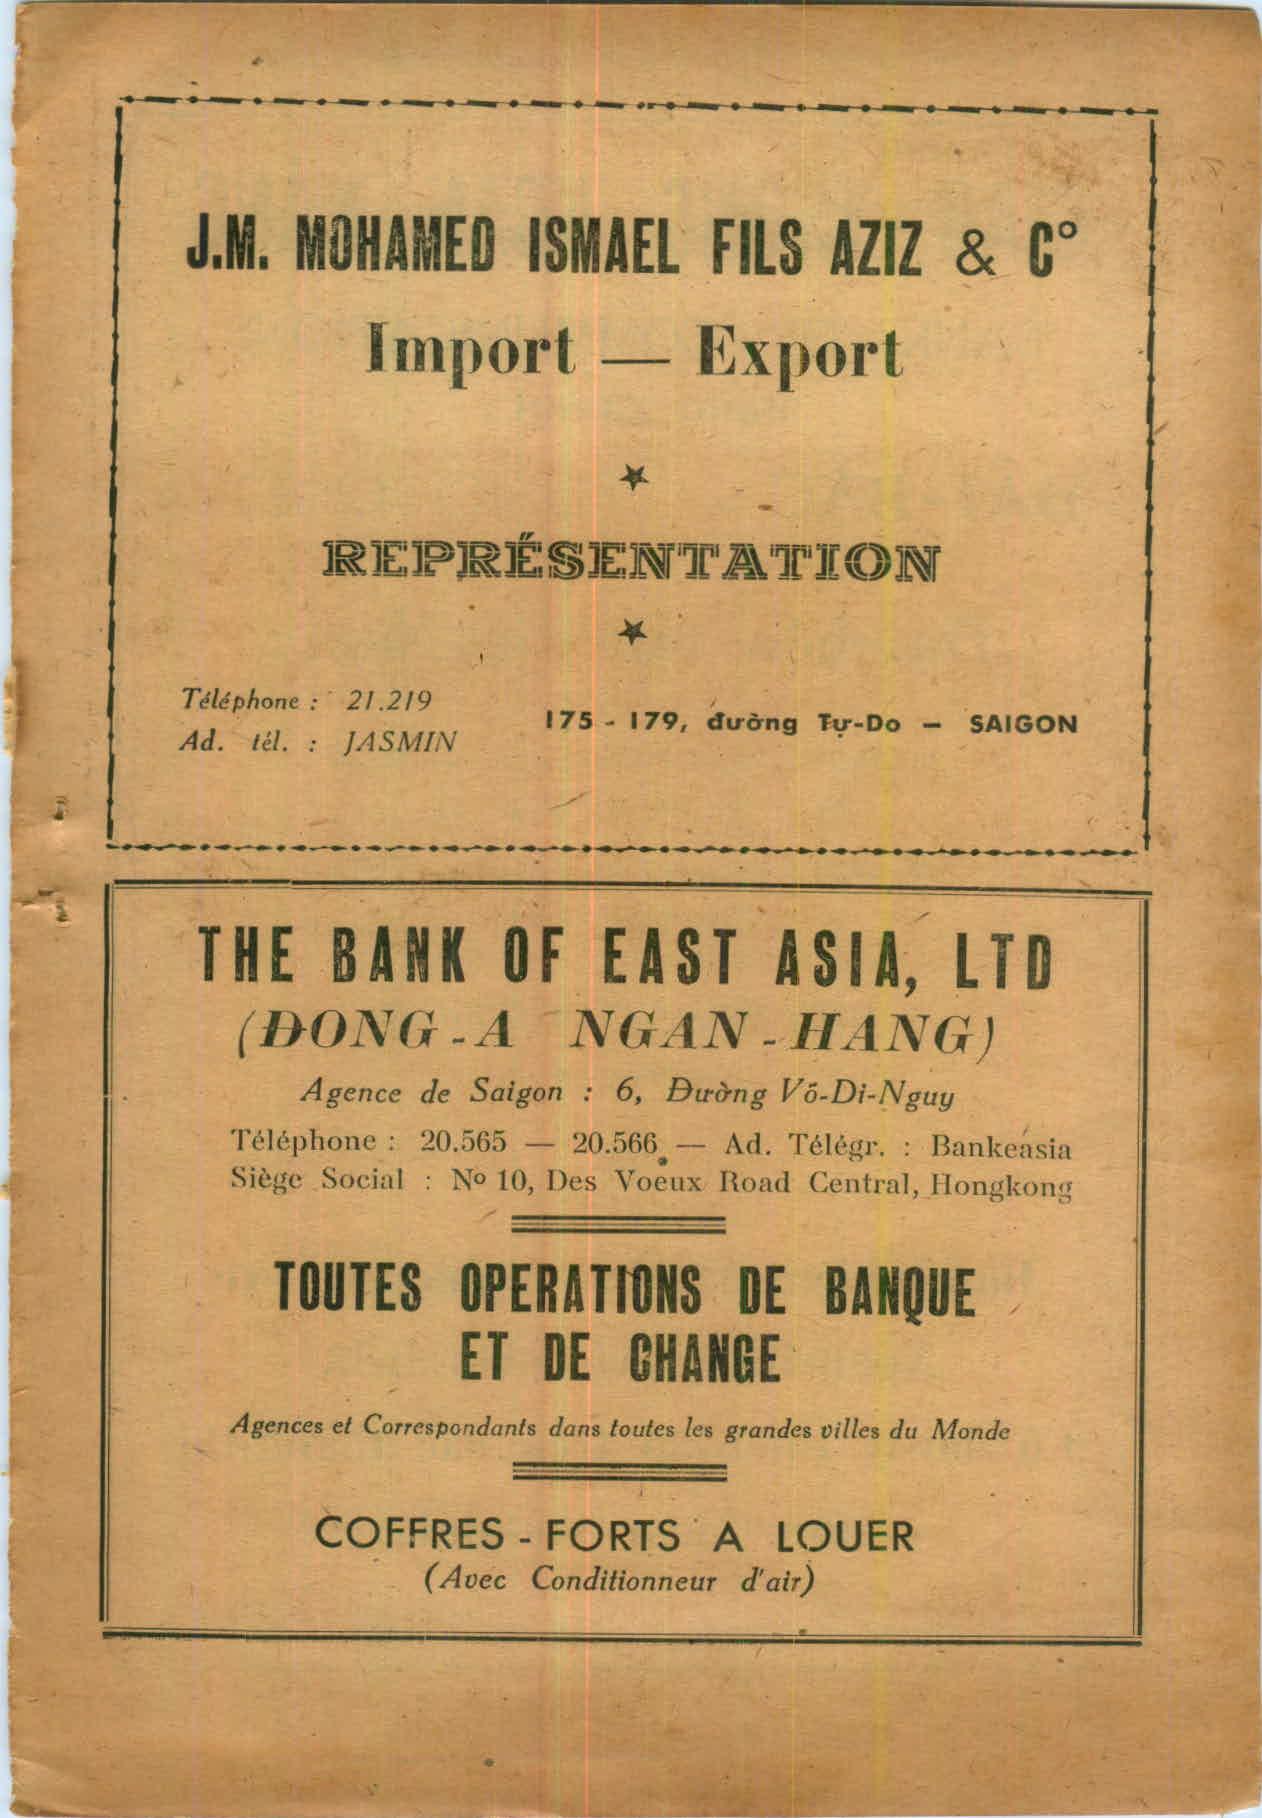 J.M. MOHAMED ISMAEL FILS AZIZ & C°
Import — Export
REPRÉSENTATION
Téléphone : 21.219
Ad. tél. : JASMIN
175 - 179, đường Tự-Do — SAIGON
THE BANK OF EAST ASIA, LTD
(ĐONG-A NGAN-HANG)
Agence de Saigon : 6, Đường Võ-Di-Nguy
Téléphone : 20.565 — 20.566 — Ad. Télégr. : Bankeasia
Siège Social : Nº 10, Des Voeux Road Central, Hongkong
TOUTES OPERATIONS DE BANQUE
ET DE CHANGE
Agences et Correspondants dans toutes les grandes villes du Monde
COFFRES - FORTS A LOUER
(Avec Conditionneur d'air)